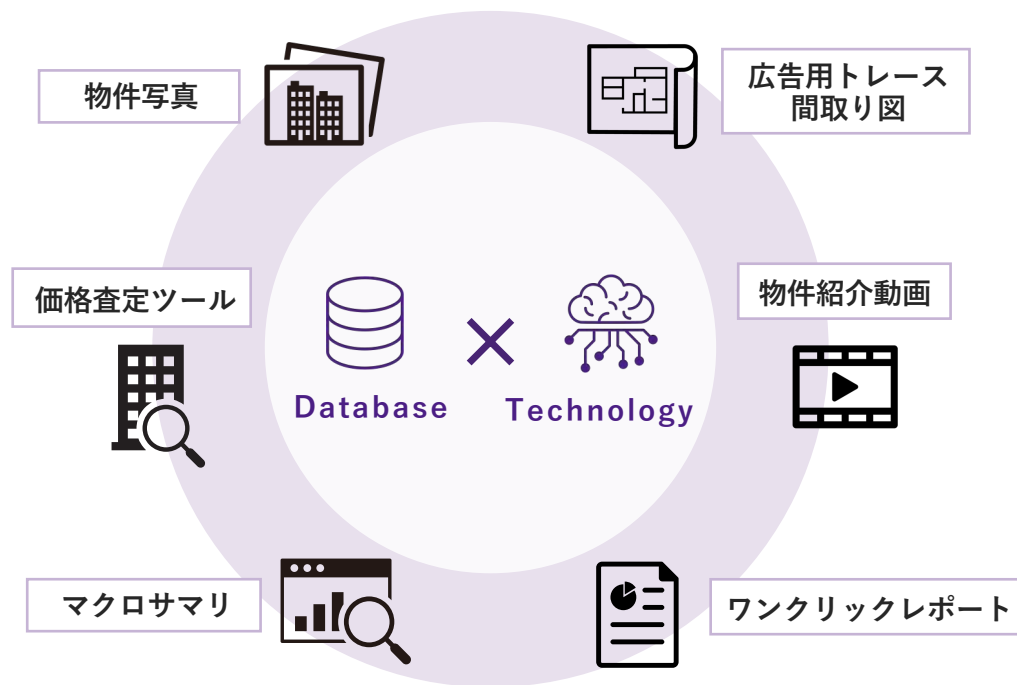 物件写真
広告用トレース
間取り図
価格査定ツール
物件紹介動画
Database
Technology
マクロサマリ
ワンクリックレポート